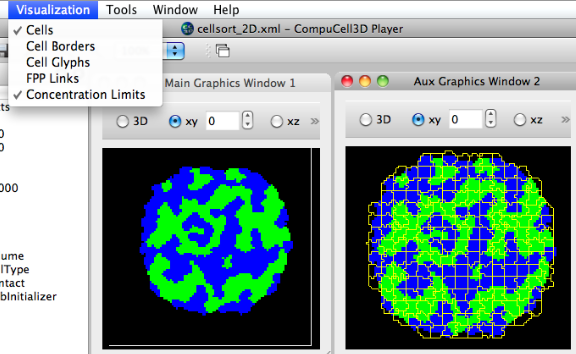 Visualization Tools Window Help
cellsort_2D.xml - CompuCell3D Player
Cells
Cell Borders
Cell Glyphs
FPP Links
Concentration Limits
Main Graphics Window 1
Aux Graphics Window 2
3D xy 0 xz »
3D xy 0 xz »
ts
0
0
000
ume
lType
ntact
bInitializer